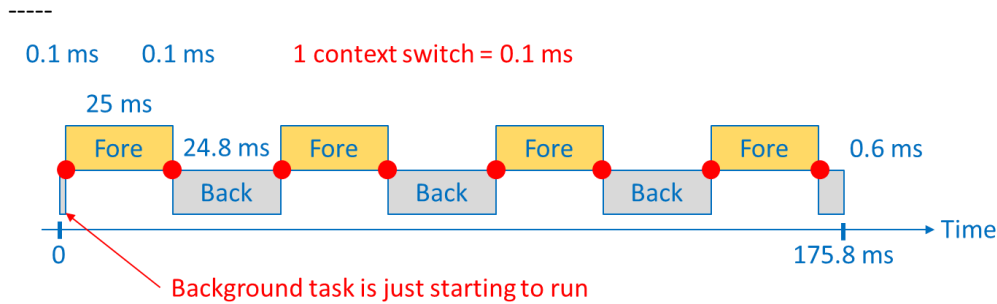 -----
0.1 ms 0.1 ms 1 context switch = 0.1 ms
25 ms
Fore 24.8 ms Fore Fore Fore 0.6 ms
Back Back Back
Time
0 175.8 ms
Background task is just starting to run